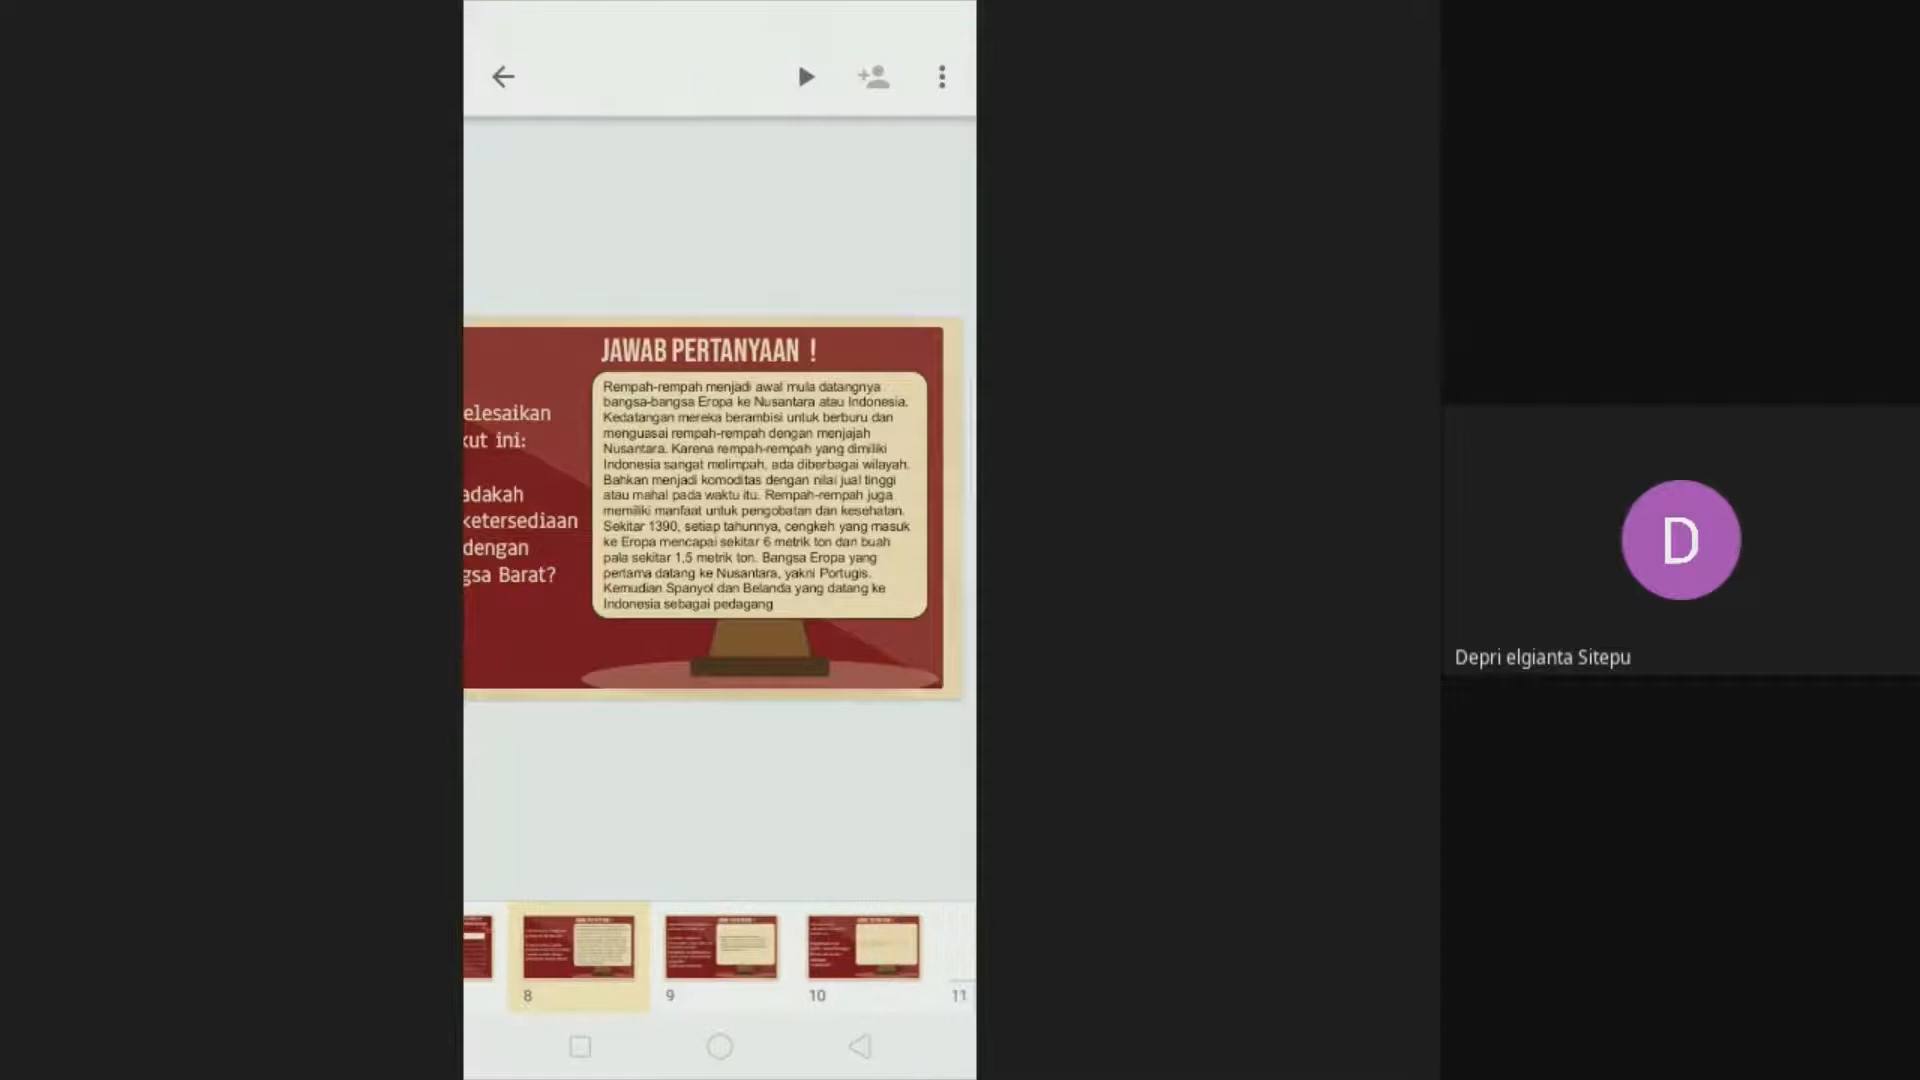 JAWAB PERTANYAAN !
elesaikan
kut ini:
adakah
ketersediaan
dengan
gsa Barat?
Rempah-rempah menjadi awal mula datangnya
bangsa-bangsa Eropa ke Nusantara atau Indonesia.
Kedatangan mereka berambisi untuk berburu dan
menguasai rempah-rempah dengan menjajah
Nusantara. Karena rempah-rempah yang dimiliki
Indonesia sangat melimpah, ada diberbagai wilayah.
Bahkan menjadi komoditas dengan nilai jual tinggi
atau mahal pada waktu itu. Rempah-rempah juga
memiliki manfaat untuk pengobatan dan kesehatan.
Sekitar 1390, setiap tahunnya, cengkeh yang masuk
ke Eropa mencapai sekitar 6 metrik ton dan buah
pala sekitar 1,5 metrik ton. Bangsa Eropa yang
pertama datang ke Nusantara, yakni Portugis.
Kemudian Spanyol dan Belanda yang datang ke
Indonesia sebagai pedagang
8
9
10
11
D
Depri elgianta Sitepu